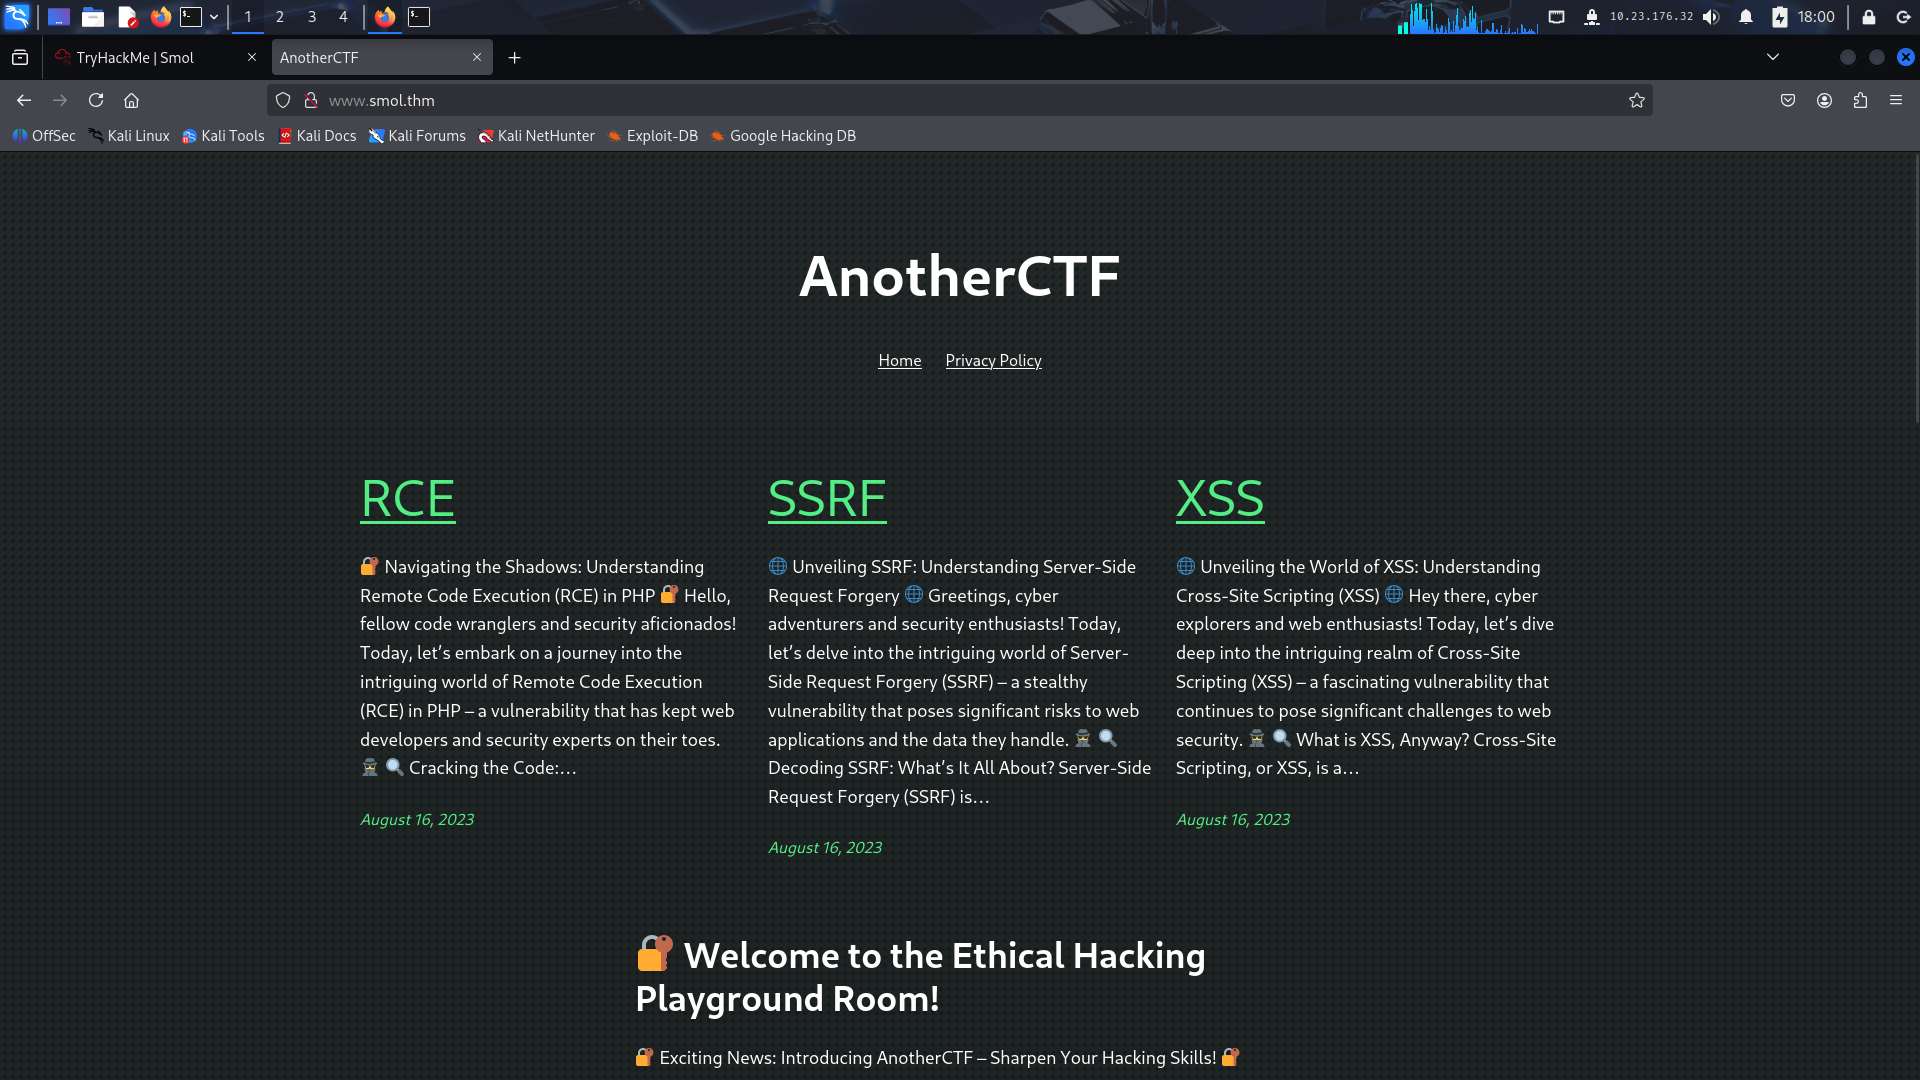 1 2 3 4
10.23.176.32
18:00
TryHackMe | Smol
AnotherCTF
www.smol.thm
OffSec Kali Linux Kali Tools Kali Docs Kali Forums Kali NetHunter Exploit-DB Google Hacking DB
AnotherCTF
Home Privacy Policy
RCE
🔐 Navigating the Shadows: Understanding
Remote Code Execution (RCE) in PHP 🔐 Hello,
fellow code wranglers and security aficionados!
Today, let’s embark on a journey into the
intriguing world of Remote Code Execution
(RCE) in PHP – a vulnerability that has kept web
developers and security experts on their toes.
🕵️ 🔍 Cracking the Code:…
August 16, 2023
SSRF
🌐 Unveiling SSRF: Understanding Server-Side
Request Forgery 🌐 Greetings, cyber
adventurers and security enthusiasts! Today,
let’s delve into the intriguing world of Server-
Side Request Forgery (SSRF) – a stealthy
vulnerability that poses significant risks to web
applications and the data they handle. 🕵️ 🔍
Decoding SSRF: What’s It All About? Server-Side
Request Forgery (SSRF) is…
August 16, 2023
XSS
🌐 Unveiling the World of XSS: Understanding
Cross-Site Scripting (XSS) 🌐 Hey there, cyber
explorers and web enthusiasts! Today, let’s dive
deep into the intriguing realm of Cross-Site
Scripting (XSS) – a fascinating vulnerability that
continues to pose significant challenges to web
security. 🕵️ 🔍 What is XSS, Anyway? Cross-Site
Scripting, or XSS, is a…
August 16, 2023
🔐 Welcome to the Ethical Hacking
Playground Room!
🔐 Exciting News: Introducing AnotherCTF – Sharpen Your Hacking Skills! 🔐